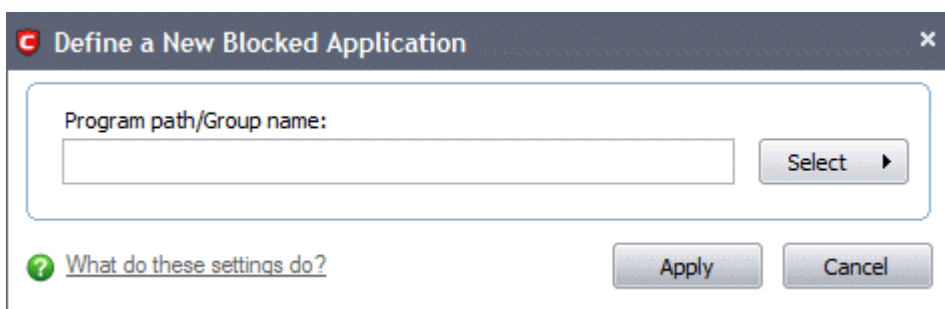 Define a New Blocked Application
Program path/Group name:
Select
What do these settings do?
Apply
Cancel